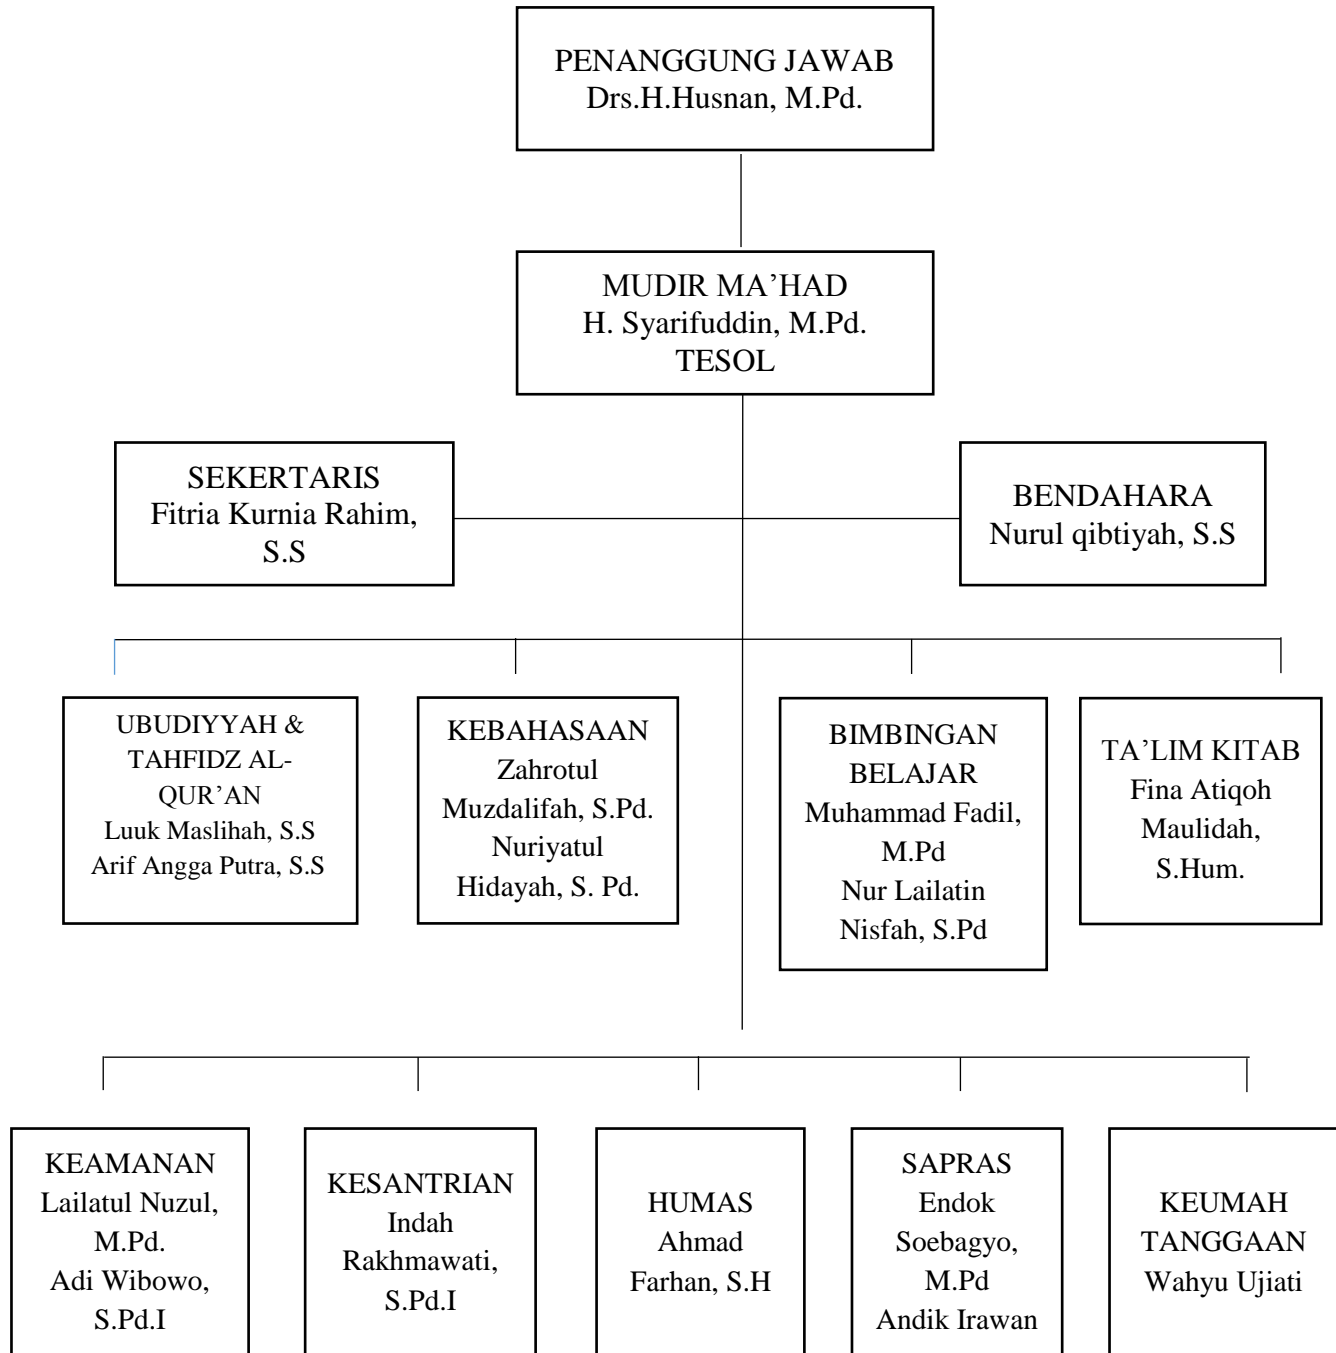 PENANGGUNG JAWAB
Drs.H.Husnan, M.Pd.
MUDIR MA’HAD
H. Syarifuddin, M.Pd.
TESOL
SEKERTARIS
Fitria Kurnia Rahim,
S.S
BENDAHARA
Nurul qibtiyah, S.S
UBUDIYYAH &
TAHFIDZ AL-
QUR’AN
Luuk Maslihah, S.S
Arif Angga Putra, S.S
KEBAHASAAN
Zahrotul
Muzdalifah, S.Pd.
Nuriyatul
Hidayah, S. Pd.
BIMBINGAN
BELAJAR
Muhammad Fadil,
M.Pd
Nur Lailatin
Nisfah, S.Pd
TA’LIM KITAB
Fina Atiqoh
Maulidah,
S.Hum.
KEAMANAN
Lailatul Nuzul,
M.Pd.
Adi Wibowo,
S.Pd.I
KESANTRIAN
Indah
Rakhmawati,
S.Pd.I
HUMAS
Ahmad
Farhan, S.H
SAPRAS
Endok
Soebagyo,
M.Pd
Andik Irawan
KEUMAH
TANGGAAN
Wahyu Ujiati